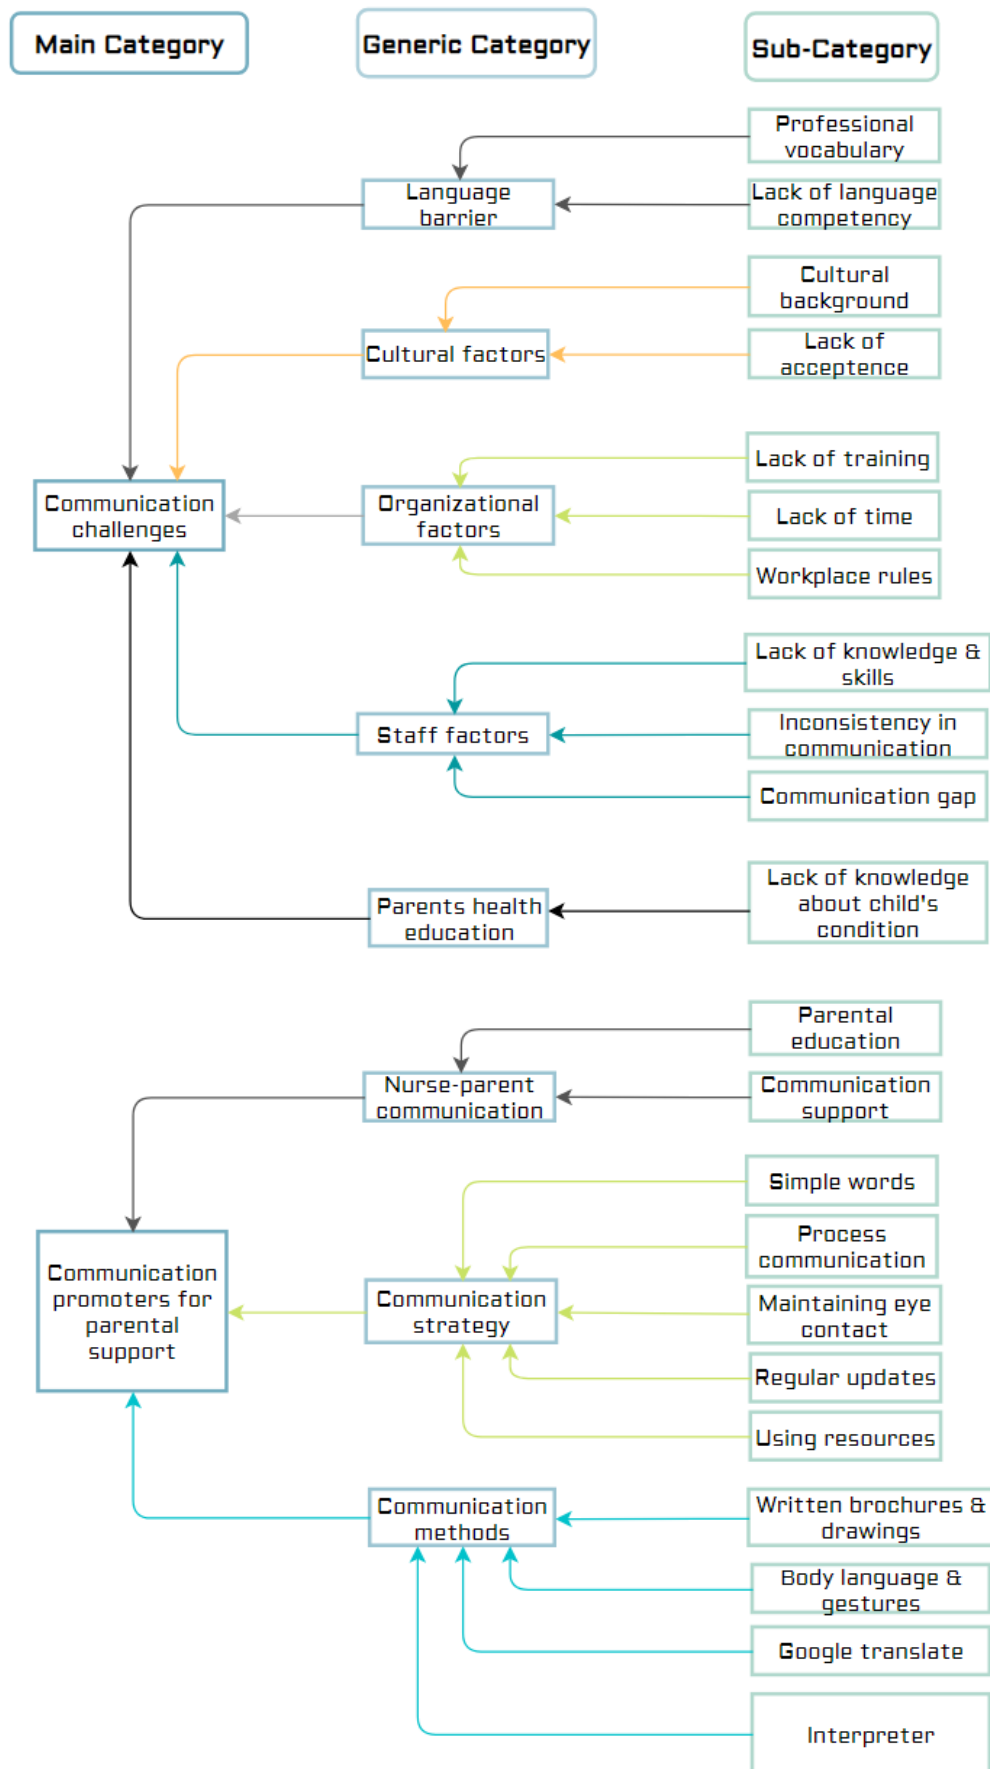 Main Category
Generic Category
Sub-Category
Professional
vocabulary
Language
barrier
Lack of language
competency
Cultural
background
Cultural factors
Lack of
acceptence
Lack of training
Communication
challenges
Organizational
factors
Lack of time
Workplace rules
Lack of knowledge &
skills
Staff factors
Inconsistency in
communication
Communication gap
Parents health
education
Lack of knowledge
about child's
condition
Parental
education
Nurse-parent
communication
Communication
support
Simple words
Process
communication
Communication
promoters for
parental
support
Communication
strategy
Maintaining eye
contact
Regular updates
Using resources
Communication
methods
Written brochures &
drawings
Body language &
gestures
Google translate
Interpreter